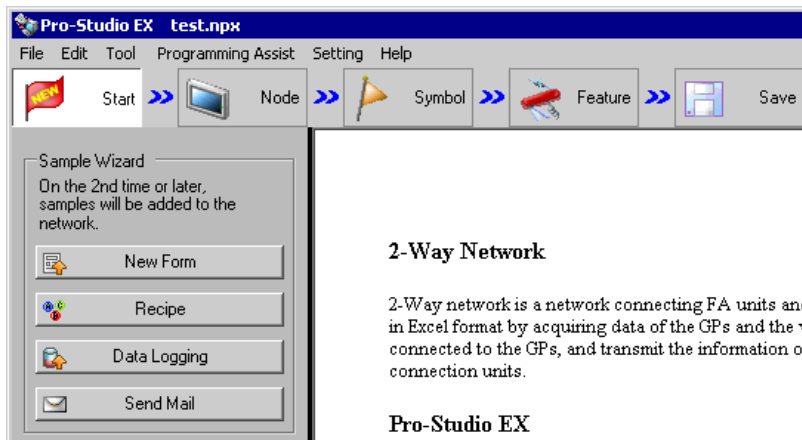 Pro-Studio EX test.npx
File Edit Tool Programming Assist Setting Help
NEW Start Node Symbol Feature Save
Sample Wizard
On the 2nd time or later,
samples will be added to the
network.
New Form
Recipe
Data Logging
Send Mail
2-Way Network
2-Way network is a network connecting FA units and
in Excel format by acquiring data of the GPs and the
connected to the GPs, and transmit the information
connection units.
Pro-Studio EX